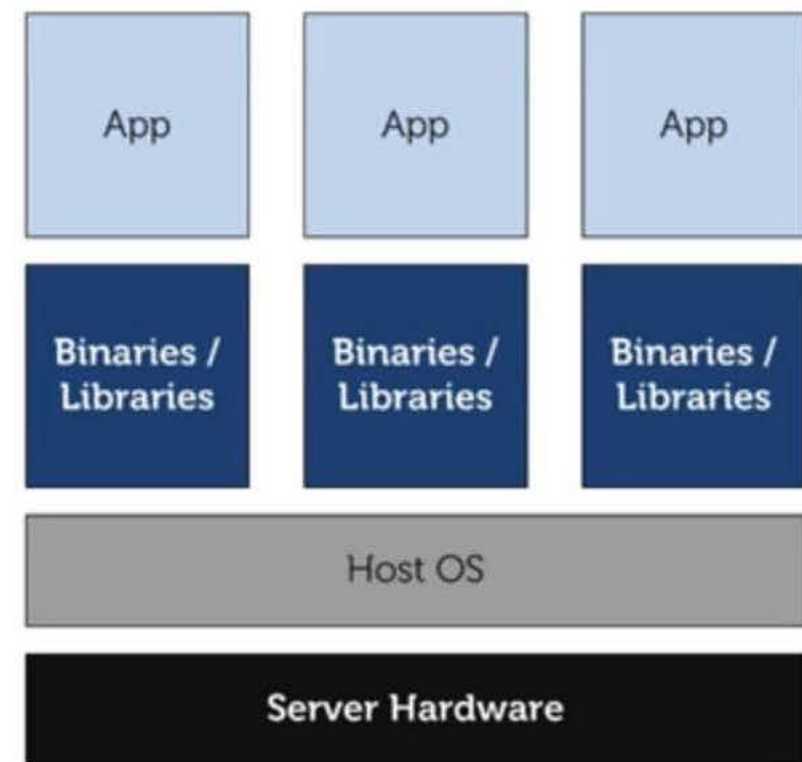 App
App
App
Binaries /
Libraries
Binaries /
Libraries
Binaries /
Libraries
Host OS
Server Hardware